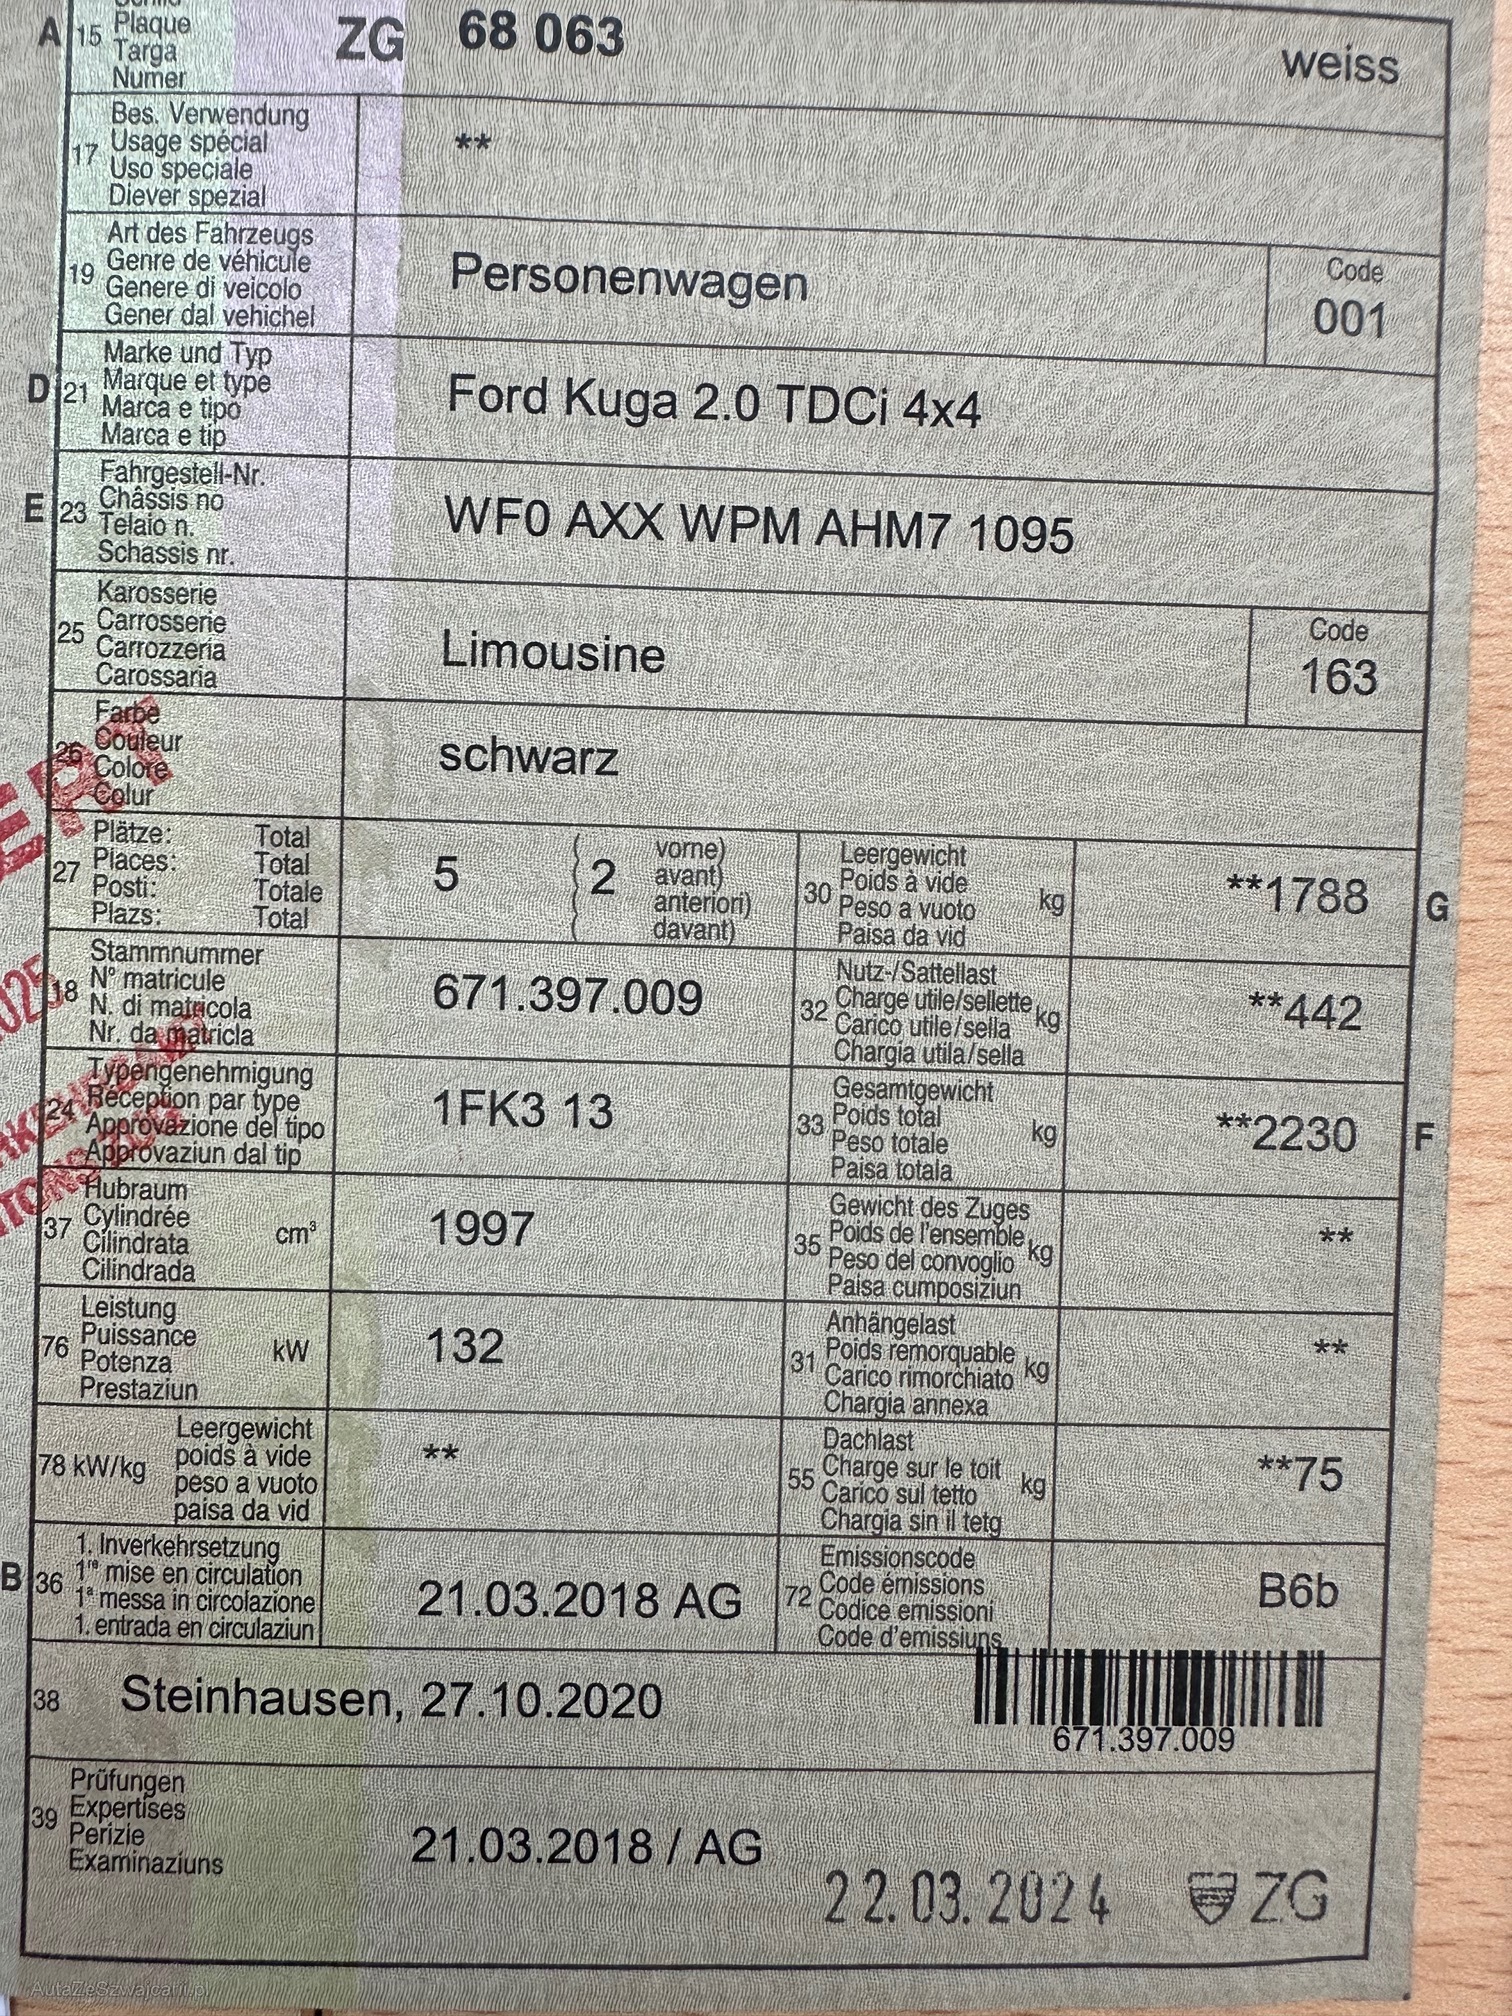 A 15 Plaque ZG 68 063 weiss
Targa
Numer
17 Bes. Verwendung
Usage spécial **
Uso speciale
Diever spezial
19 Art des Fahrzeugs
Genre de véhicule Personenwagen Code
Genere di veicolo 001
Gener dal vehichel
D 21 Marke und Typ
Marque et type Ford Kuga 2.0 TDCi 4x4
Marca e tipo
Marca e tip
E 23 Fahrgestell-Nr.
Châssis no WF0 AXX WPM AHM7 1095
Telaio n.
Schassis nr.
25 Karosserie
Carrosserie Limousine Code
Carrozzeria 163
Carossaria
26 Farbe
Couleur schwarz
Colore
Colur
27 Plätze: Total 5 (2 vorne)
Places: Total avant)
Posti: Totale anteriori)
Plazs: Total davant)
30 Leergewicht
Poids à vide kg **1788 G
Peso a vuoto
Paisa da vid
18 Stammnummer
N° matricule 671.397.009
N. di matricola
Nr. da matricla
32 Nutz-/Sattellast
Charge utile/sellette kg **442
Carico utile/sella
Chargia utila/sella
24 Typengenehmigung
Réception par type 1FK3 13
Approvazione del tipo
Approvaziun dal tip
33 Gesamtgewicht
Poids total kg **2230 F
Peso totale
Paisa totala
37 Hubraum
Cylindrée cm³ 1997
Cilindrata
Cilindrada
35 Gewicht des Zuges
Poids de l'ensemble kg **
Peso del convoglio
Paisa cumposiziun
76 Leistung
Puissance kW 132
Potenza
Prestaziun
31 Anhängelast
Poids remorquable kg **
Carico rimorchiato
Chargia annexa
78 kW/kg Leergewicht
poids à vide **
peso a vuoto
paisa da vid
55 Dachlast
Charge sur le toit kg **75
Carico sul tetto
Chargia sin il tetg
B 36 1. Inverkehrsetzung
1re mise en circulation 21.03.2018 AG
1a messa in circolazione
1. entrada en circulaziun
72 Emissionscode
Code émissions B6b
Codice emissioni
Code d'emissiuns
38 Steinhausen, 27.10.2020
671.397.009
39 Prüfungen
Expertises
Perizie 21.03.2018 / AG
Examinaziuns
22.03.2024 ZG
AutaZeSzwajcarii.pl